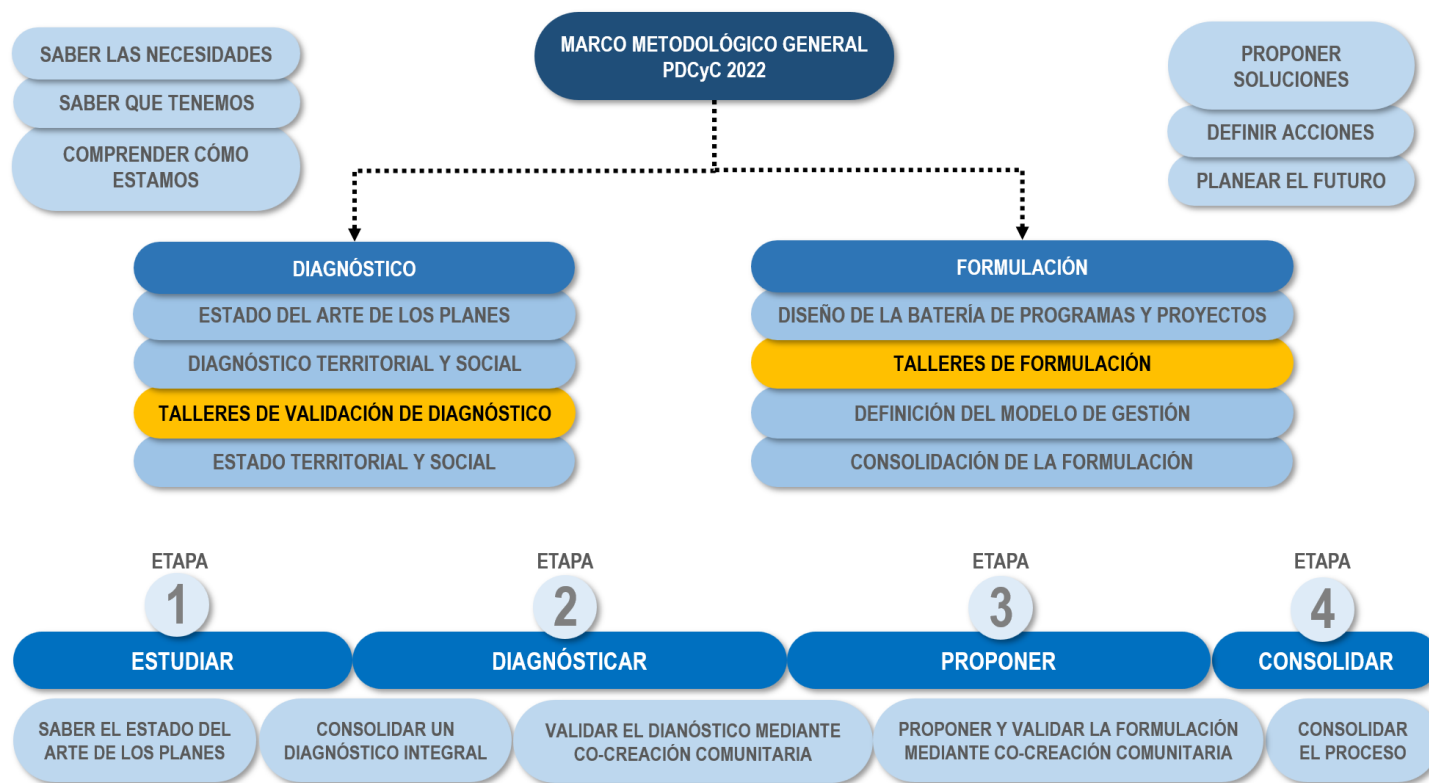 SABER LAS NECESIDADES
SABER QUE TENEMOS
COMPRENDER CÓMO
ESTAMOS
MARCO METODOLÓGICO GENERAL
PDCyC 2022
PROPONER
SOLUCIONES
DEFINIR ACCIONES
PLANEAR EL FUTURO
DIAGNÓSTICO
ESTADO DEL ARTE DE LOS PLANES
DIAGNÓSTICO TERRITORIAL Y SOCIAL
TALLERES DE VALIDACIÓN DE DIAGNÓSTICO
ESTADO TERRITORIAL Y SOCIAL
FORMULACIÓN
DISEÑO DE LA BATERÍA DE PROGRAMAS Y PROYECTOS
TALLERES DE FORMULACIÓN
DEFINICIÓN DEL MODELO DE GESTIÓN
CONSOLIDACIÓN DE LA FORMULACIÓN
ETAPA
1
ESTUDIAR
ETAPA
2
DIAGNÓSTICAR
ETAPA
3
PROPONER
ETAPA
4
CONSOLIDAR
SABER EL ESTADO DEL
ARTE DE LOS PLANES
CONSOLIDAR UN
DIAGNÓSTICO INTEGRAL
VALIDAR EL DIANÓSTICO MEDIANTE
CO-CREACIÓN COMUNITARIA
PROPONER Y VALIDAR LA FORMULACIÓN
MEDIANTE CO-CREACIÓN COMUNITARIA
CONSOLIDAR
EL PROCESO